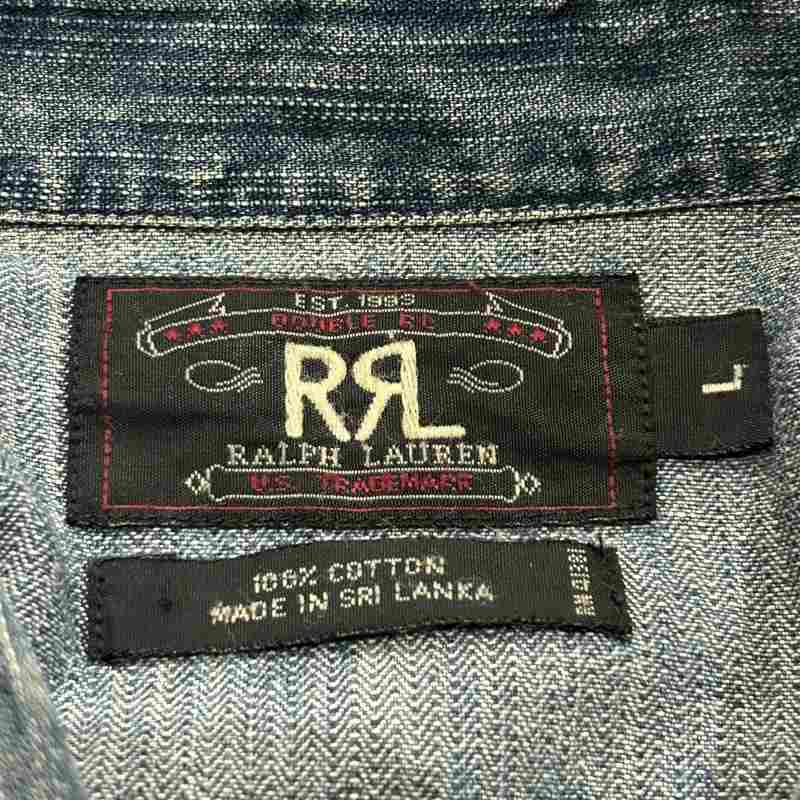 EST. 1993
DOUBLE RL
RRL
RALPH LAUREN
U.S. TRADEMARK
L
100% COTTON
MADE IN SRI LANKA